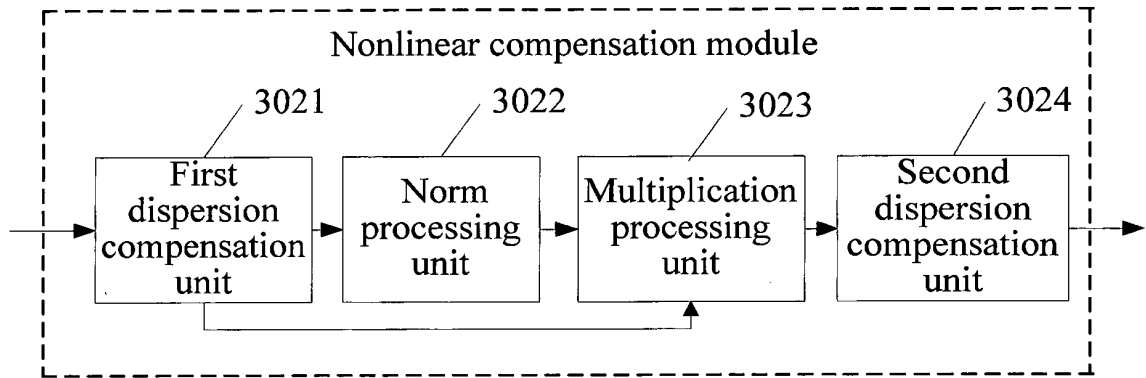 Nonlinear compensation module
3021
3022
3023
3024
First
dispersion
compensation
unit
Norm
processing
unit
Multiplication
processing
unit
Second
dispersion
compensation
unit